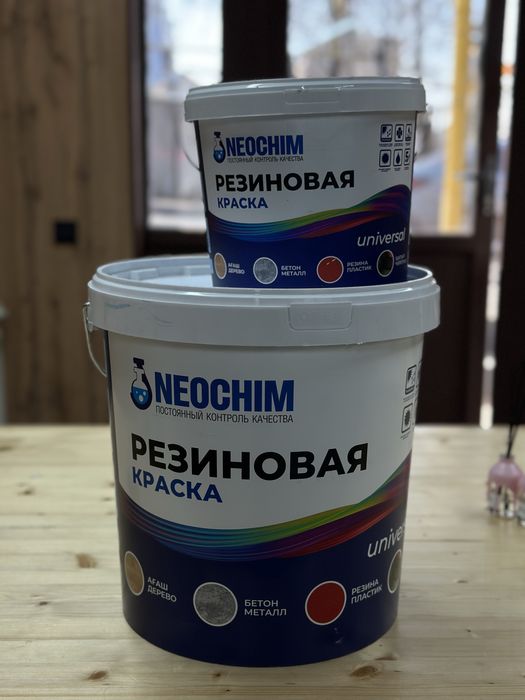 NEOCHIM
ПОСТОЯННЫЙ КОНТРОЛЬ КАЧЕСТВА
РЕЗИНОВАЯ
КРАСКА
universal
АҒАШ
ДЕРЕВО
БЕТОН
МЕТАЛЛ
РЕЗИНА
ПЛАСТИК
NEOCHIM
ПОСТОЯННЫЙ КОНТРОЛЬ КАЧЕСТВА
РЕЗИНОВАЯ
КРАСКА
univers
АҒАШ
ДЕРЕВО
БЕТОН
МЕТАЛЛ
РЕЗИНА
ПЛАСТИК